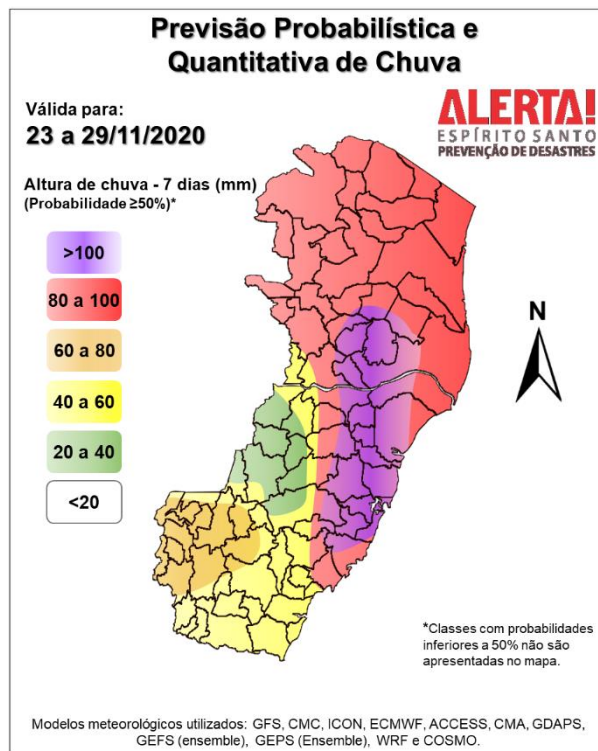 Previsão Probabilística e
Quantitativa de Chuva
Válida para:
23 a 29/11/2020
ALERTA!
ESPÍRITO SANTO
PREVENÇÃO DE DESASTRES
Altura de chuva - 7 dias (mm)
(Probabilidade ≥50%)*
>100
80 a 100
60 a 80
40 a 60
20 a 40
<20
N
*Classes com probabilidades
inferiores a 50% não são
apresentadas no mapa.
Modelos meteorológicos utilizados: GFS, CMC, ICON, ECMWF, ACCESS, CMA, GDAPS,
GEFS (ensemble), GEPS (Ensemble), WRF e COSMO.